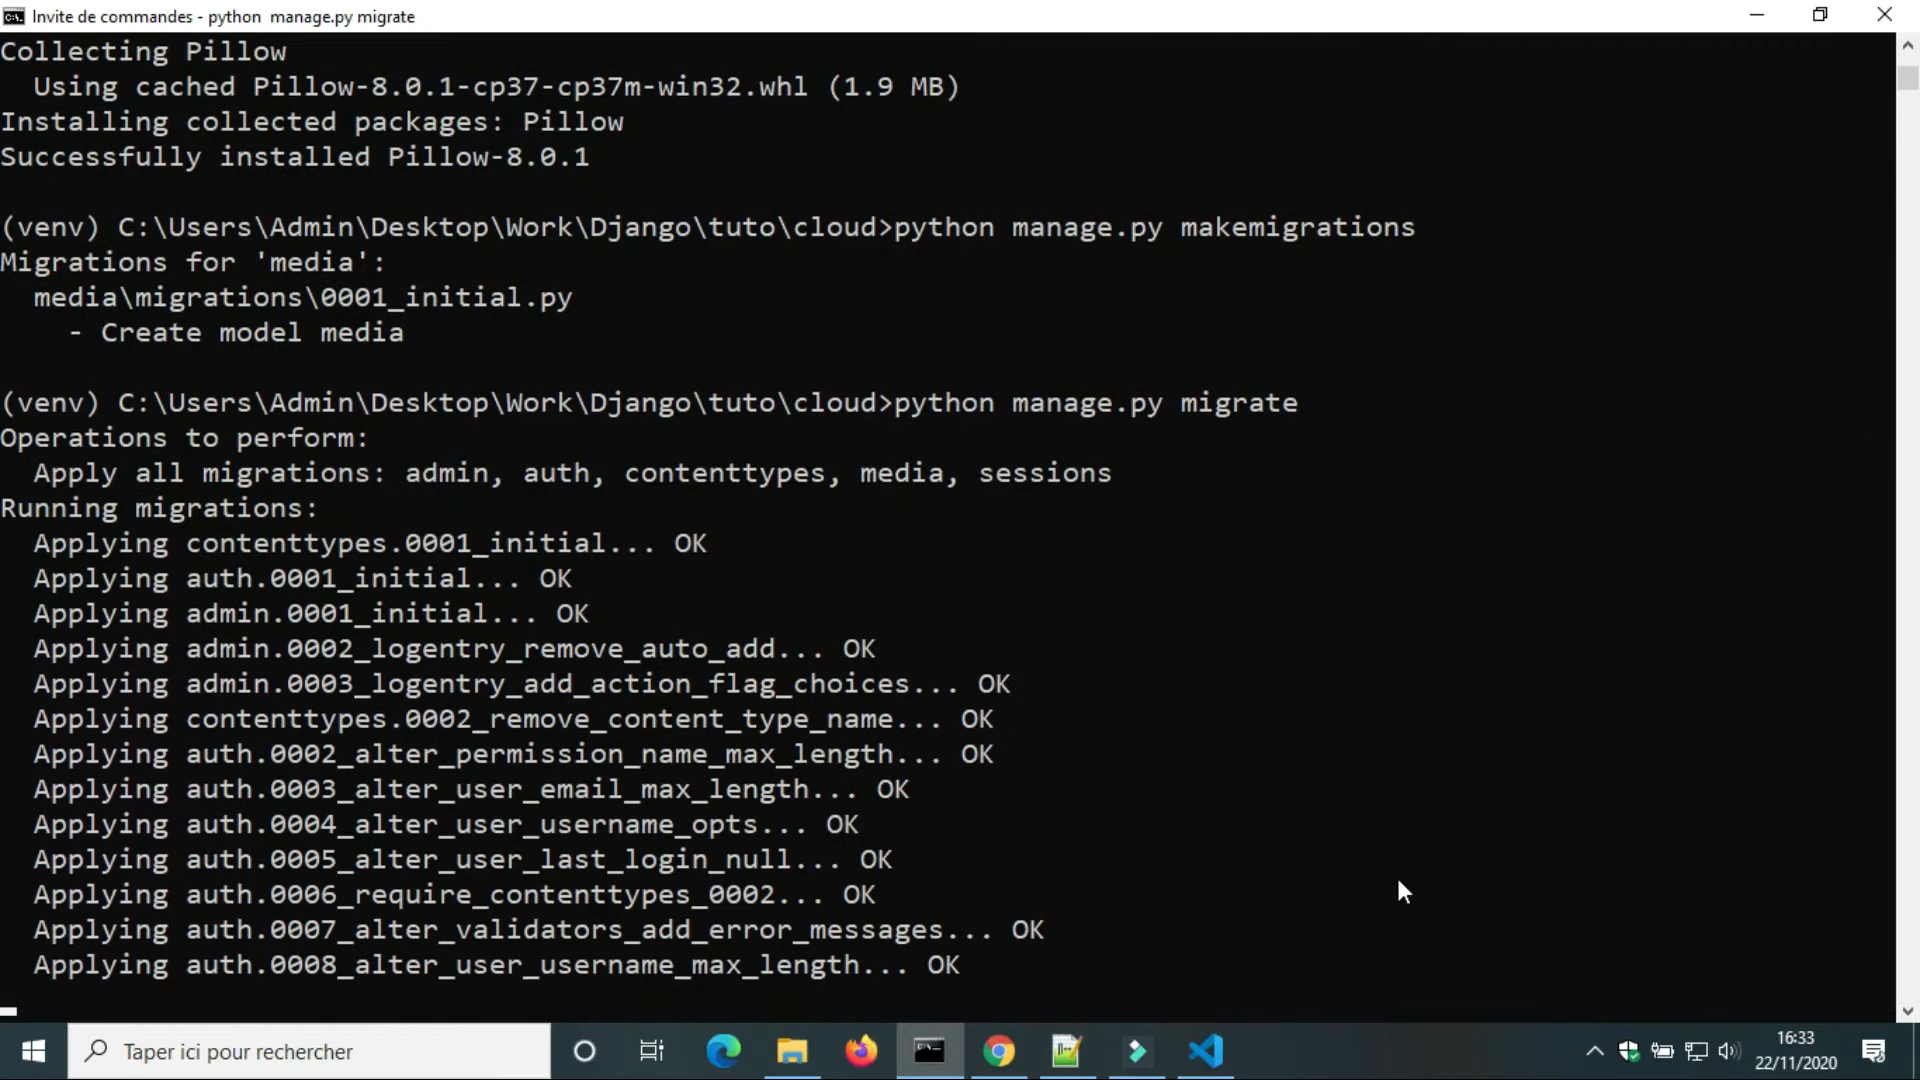 Invite de commandes - python  manage.py migrate
Collecting Pillow
  Using cached Pillow-8.0.1-cp37-cp37m-win32.whl (1.9 MB)
Installing collected packages: Pillow
Successfully installed Pillow-8.0.1
(venv) C:\Users\Admin\Desktop\Work\Django\tuto\cloud>python manage.py makemigrations
Migrations for 'media':
  media\migrations\0001_initial.py
    - Create model media
(venv) C:\Users\Admin\Desktop\Work\Django\tuto\cloud>python manage.py migrate
Operations to perform:
  Apply all migrations: admin, auth, contenttypes, media, sessions
Running migrations:
  Applying contenttypes.0001_initial... OK
  Applying auth.0001_initial... OK
  Applying admin.0001_initial... OK
  Applying admin.0002_logentry_remove_auto_add... OK
  Applying admin.0003_logentry_add_action_flag_choices... OK
  Applying contenttypes.0002_remove_content_type_name... OK
  Applying auth.0002_alter_permission_name_max_length... OK
  Applying auth.0003_alter_user_email_max_length... OK
  Applying auth.0004_alter_user_username_opts... OK
  Applying auth.0005_alter_user_last_login_null... OK
  Applying auth.0006_require_contenttypes_0002... OK
  Applying auth.0007_alter_validators_add_error_messages... OK
  Applying auth.0008_alter_user_username_max_length... OK
Taper ici pour rechercher
16:33
22/11/2020